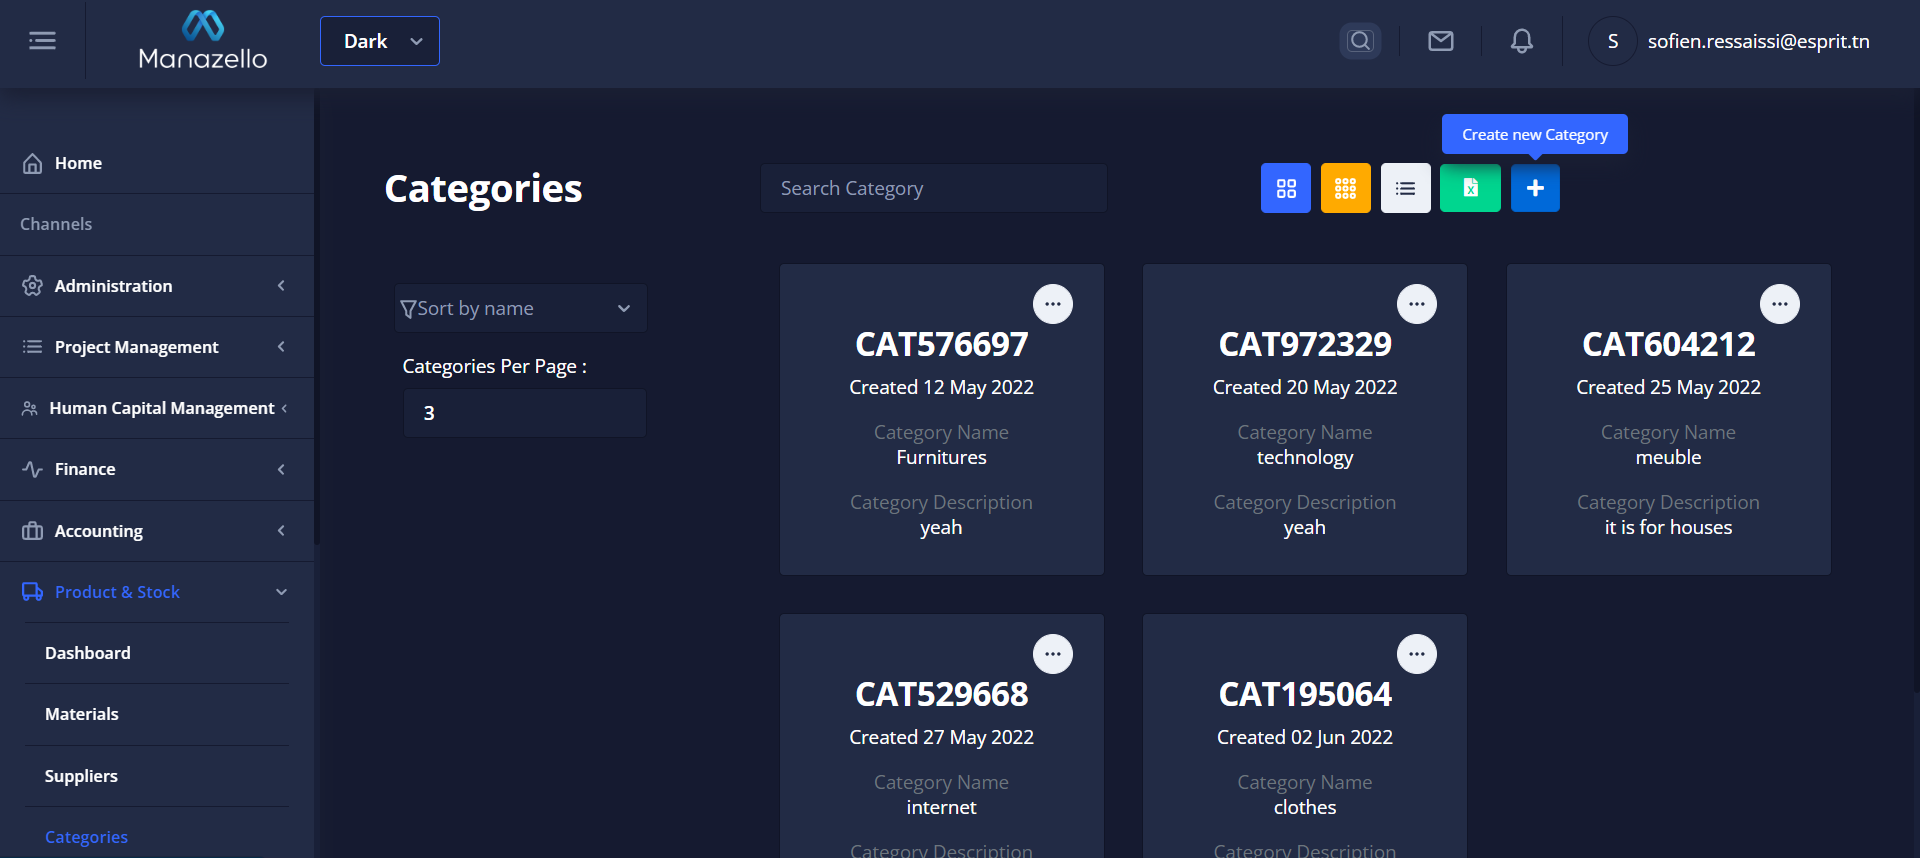 Manazello
Dark
S
sofien.ressaissi@esprit.tn
Home
Channels
Administration
Project Management
Human Capital Management
Finance
Accounting
Product & Stock
Dashboard
Materials
Suppliers
Categories
Categories
Search Category
Create new Category
Sort by name
Categories Per Page :
3
CAT576697
Created 12 May 2022
Category Name
Furnitures
Category Description
yeah
CAT972329
Created 20 May 2022
Category Name
technology
Category Description
yeah
CAT604212
Created 25 May 2022
Category Name
meuble
Category Description
it is for houses
CAT529668
Created 27 May 2022
Category Name
internet
Category Description
CAT195064
Created 02 Jun 2022
Category Name
clothes
Category Description